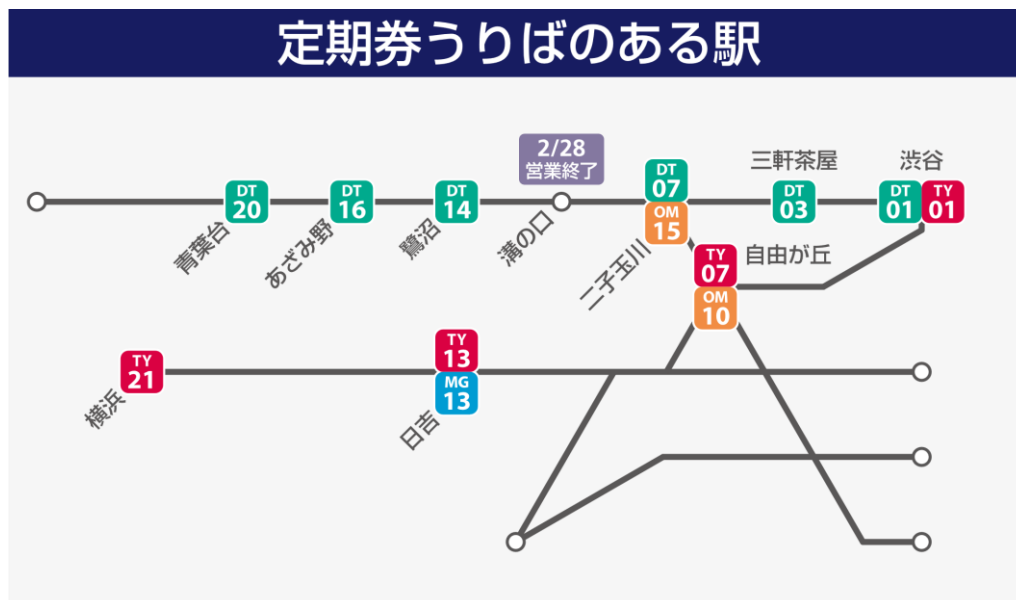 定期券うりばのある駅
2/28
営業終了
三軒茶屋
渋谷
DT
20
DT
16
DT
14
DT
07
OM
15
DT
03
DT
01
TY
01
青葉台
あざみ野
鷺沼
溝の口
二子玉川
TY
07
OM
10
自由が丘
TY
21
TY
13
MG
13
横浜
日吉